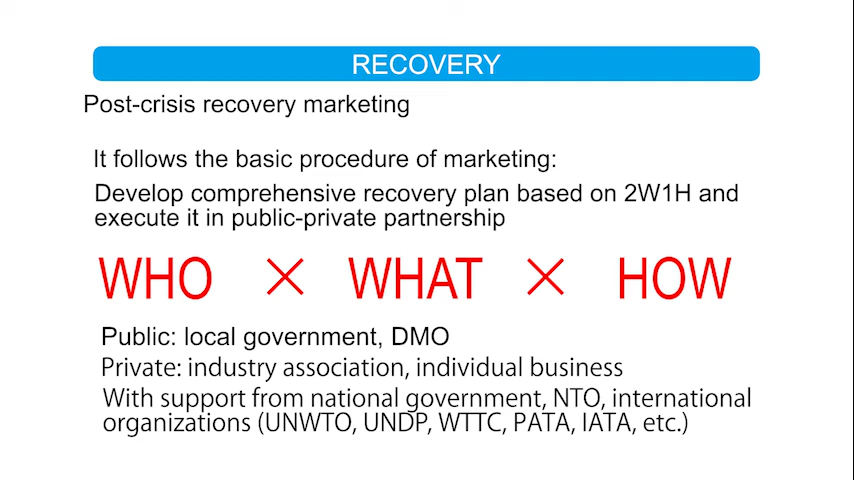 RECOVERY
Post-crisis recovery marketing
It follows the basic procedure of marketing:
Develop comprehensive recovery plan based on 2W1H and
execute it in public-private partnership
WHO × WHAT × HOW
Public: local government, DMO
Private: industry association, individual business
With support from national government, NTO, international
organizations (UNWTO, UNDP, WTTC, PATA, IATA, etc.)